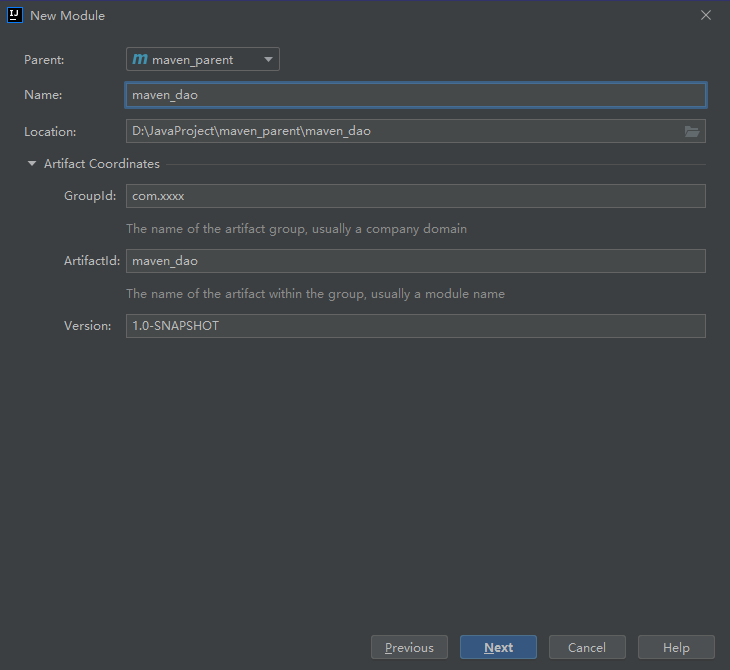 New Module
Parent: maven_parent
Name: maven_dao
Location: D:\JavaProject\maven_parent\maven_dao
Artifact Coordinates
GroupId: com.xxxx
The name of the artifact group, usually a company domain
ArtifactId: maven_dao
The name of the artifact within the group, usually a module name
Version: 1.0-SNAPSHOT
Previous Next Cancel Help